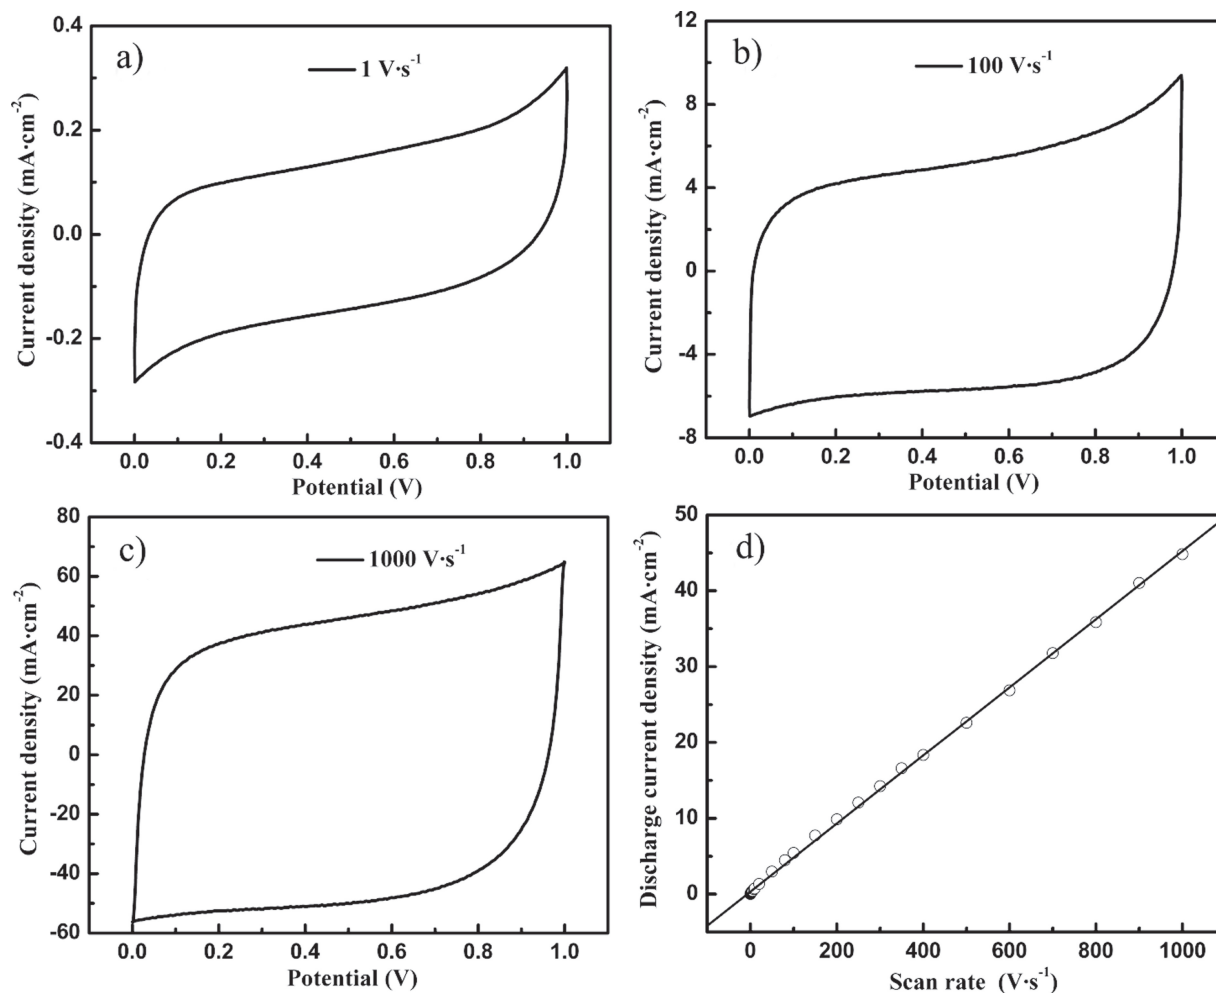 a)
1 V·s⁻¹
Current density (mA·cm⁻²)
0.4
0.2
0.0
-0.2
-0.4
0.0 0.2 0.4 0.6 0.8 1.0
Potential (V)
b)
100 V·s⁻¹
Current density (mA·cm⁻²)
12
8
4
0
-4
-8
0.0 0.2 0.4 0.6 0.8 1.0
Potential (V)
c)
1000 V·s⁻¹
Current density (mA·cm⁻²)
80
60
40
20
0
-20
-40
-60
0.0 0.2 0.4 0.6 0.8 1.0
Potential (V)
d)
Discharge current density (mA·cm⁻²)
50
40
30
20
10
0
0 200 400 600 800 1000
Scan rate (V·s⁻¹)